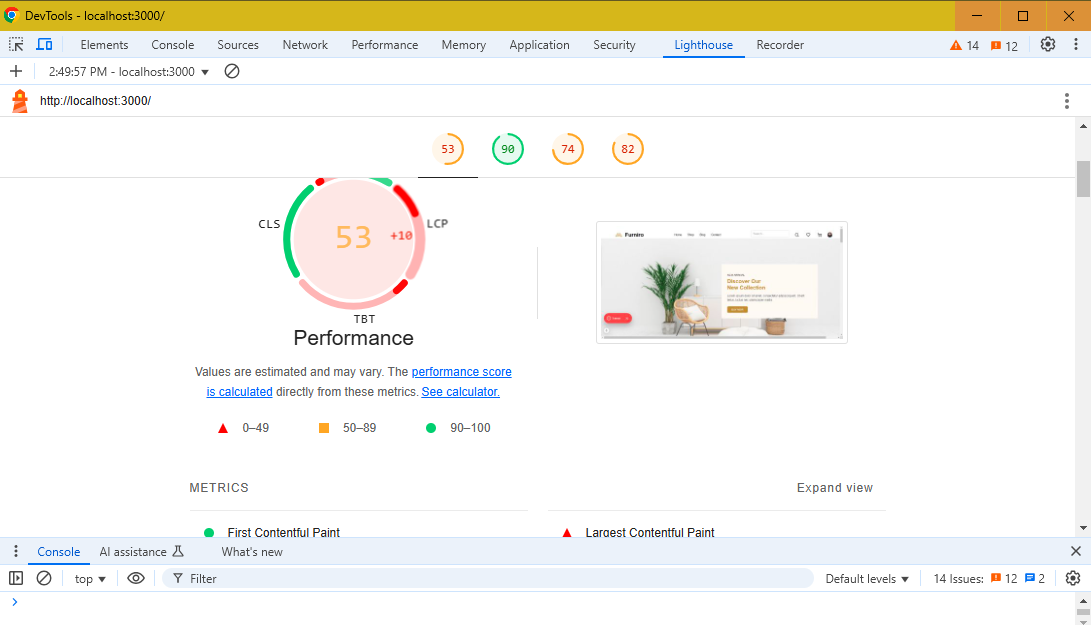 DevTools - localhost:3000/
Elements Console Sources Network Performance Memory Application Security Lighthouse Recorder 14 12
2:49:57 PM - localhost:3000
http://localhost:3000/
53 90 74 82
CLS LCP
53 +10
TBT
Performance
Values are estimated and may vary. The performance score
is calculated directly from these metrics. See calculator.
0–49 50–89 90–100
Furniro
Home Shop Blog Contact
Discover Our
New Collection
METRICS Expand view
First Contentful Paint Largest Contentful Paint
Console AI assistance What's new
top Filter Default levels 14 Issues: 12 2